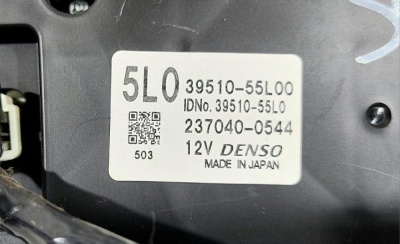 5L0 39510-55L00
IDNo. 39510-55L0
237040-0544
503 12V DENSO
MADE IN JAPAN